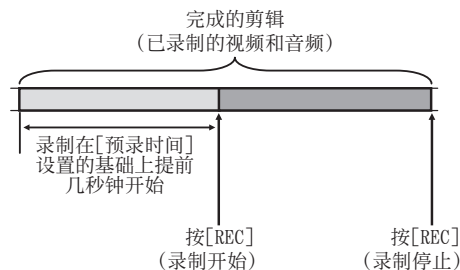 完成的剪辑
（已录制的视频和音频）
录制在[预录时间]
设置的基础上提前
几秒钟开始
按[REC]
（录制开始）
按[REC]
（录制停止）